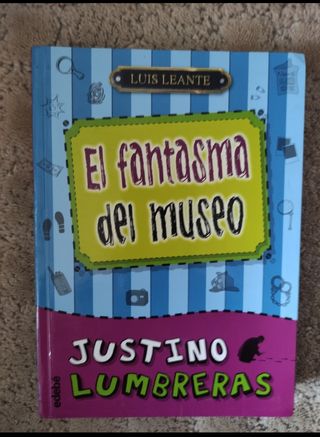 LUIS LEANTE
El fantasma
del museo
JUSTINO
LUMBRERAS
edebé